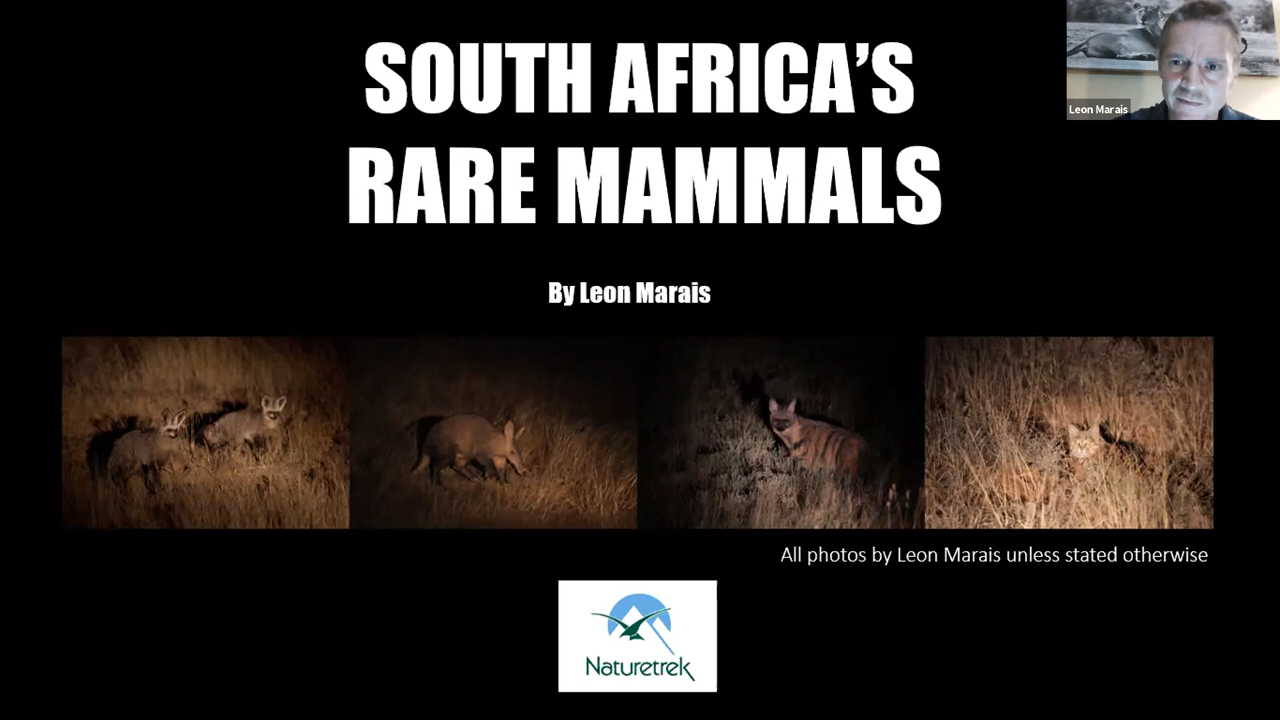 SOUTH AFRICA’S
RARE MAMMALS
Leon Marais
By Leon Marais
All photos by Leon Marais unless stated otherwise
Naturetrek